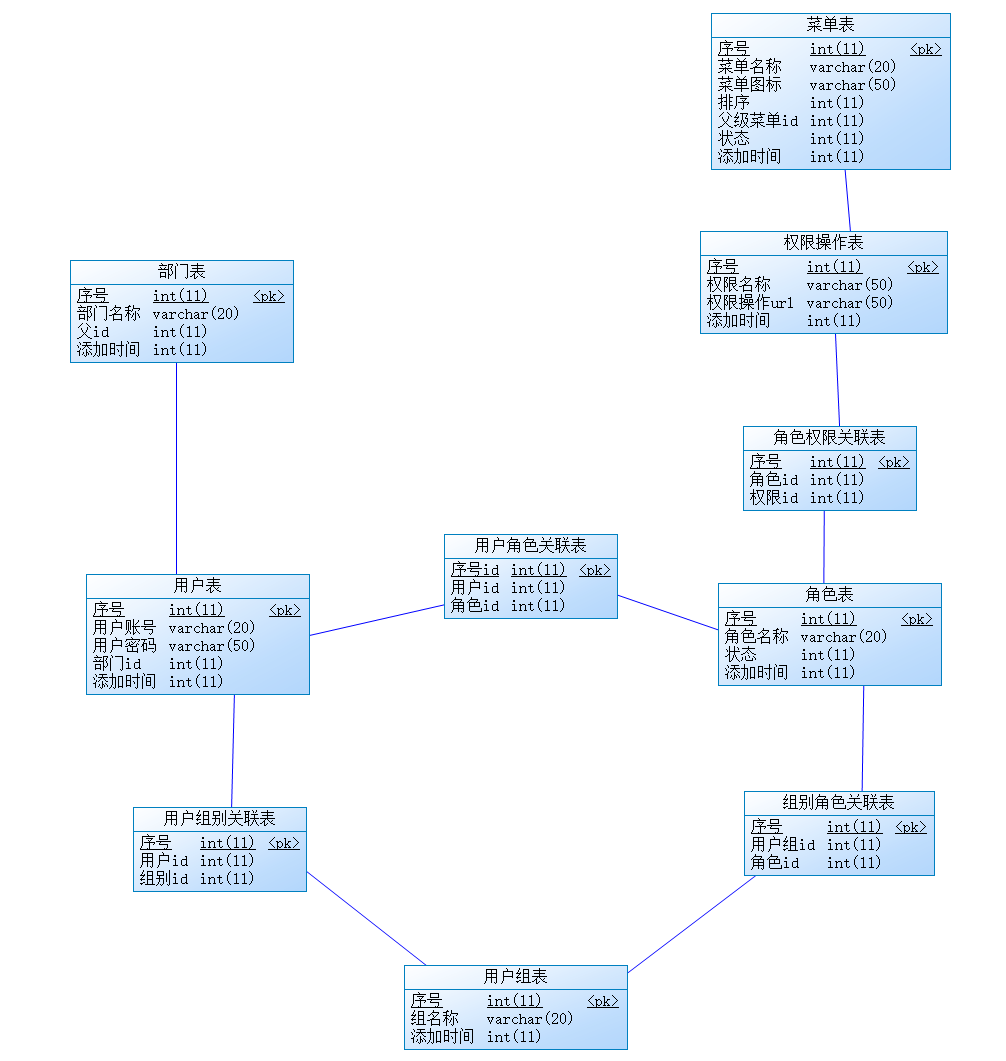 菜单表
序号 int(11) <pk>
菜单名称 varchar(20)
菜单图标 varchar(50)
排序 int(11)
父级菜单id int(11)
状态 int(11)
添加时间 int(11)
权限操作表
序号 int(11) <pk>
权限名称 varchar(50)
权限操作url varchar(50)
添加时间 int(11)
部门表
序号 int(11) <pk>
部门名称 varchar(20)
父id int(11)
添加时间 int(11)
角色权限关联表
序号 int(11) <pk>
角色id int(11)
权限id int(11)
用户角色关联表
序号id int(11) <pk>
用户id int(11)
角色id int(11)
用户表
序号 int(11) <pk>
用户账号 varchar(20)
用户密码 varchar(50)
部门id int(11)
添加时间 int(11)
角色表
序号 int(11) <pk>
角色名称 varchar(20)
状态 int(11)
添加时间 int(11)
用户组别关联表
序号 int(11) <pk>
用户id int(11)
组别id int(11)
组别角色关联表
序号 int(11) <pk>
用户组id int(11)
角色id int(11)
用户组表
序号 int(11) <pk>
组名称 varchar(20)
添加时间 int(11)